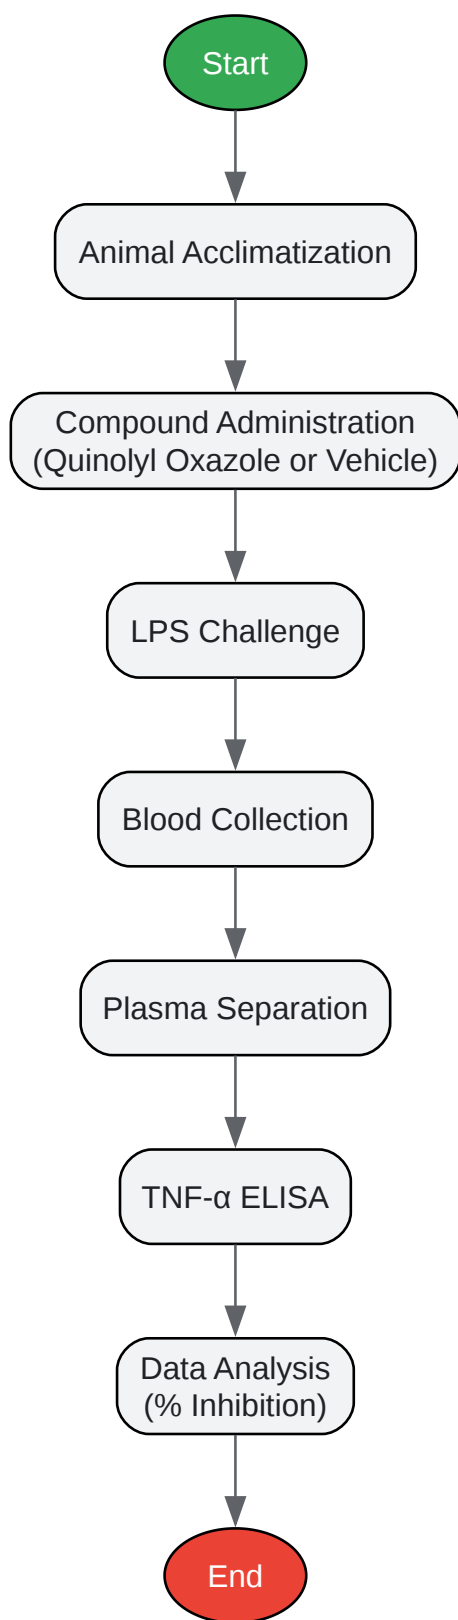 Start
Animal Acclimatization
Compound Administration
(Quinolyl Oxazole or Vehicle)
LPS Challenge
Blood Collection
Plasma Separation
TNF-α ELISA
Data Analysis
(% Inhibition)
End